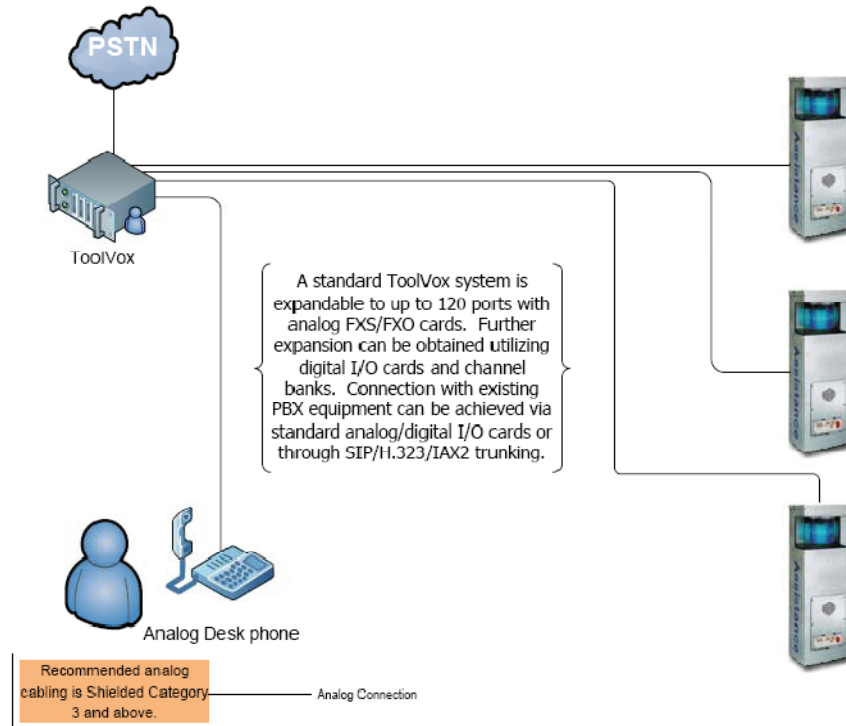 PSTN
Assistance
ToolVox
A standard ToolVox system is
expandable to up to 120 ports with
analog FXS/FXO cards. Further
expansion can be obtained utilizing
digital I/O cards and channel
banks. Connection with existing
PBX equipment can be achieved via
standard analog/digital I/O cards or
through SIP/H.323/IAX2 trunking.
Assistance
Assistance
Analog Desk phone
Recommended analog
cabling is Shielded Category
3 and above.
Analog Connection